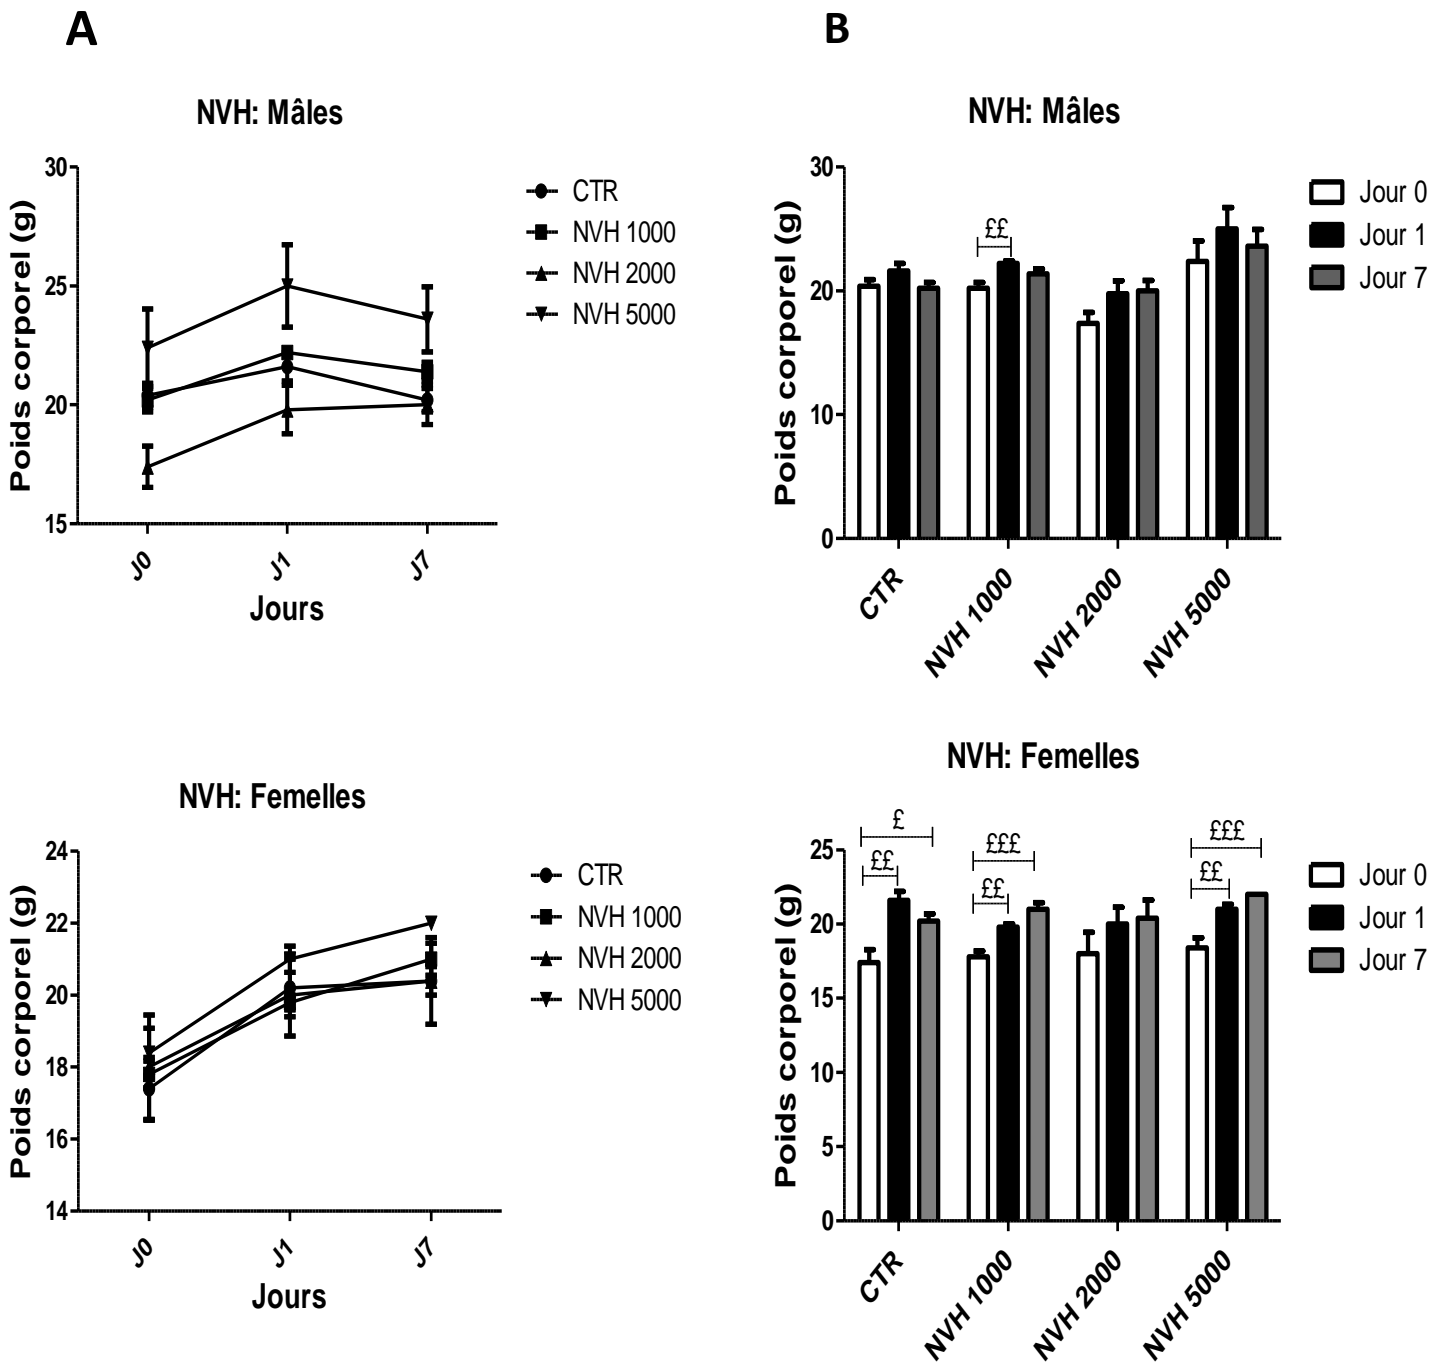 A
B
NVH: Mâles
30
25
20
15
Poids corporel (g)
J0
J1
J7
Jours
CTR
NVH 1000
NVH 2000
NVH 5000
NVH: Mâles
30
20
10
0
Poids corporel (g)
££
CTR
NVH 1000
NVH 2000
NVH 5000
Jour 0
Jour 1
Jour 7
NVH: Femelles
24
22
20
18
16
14
Poids corporel (g)
J0
J1
J7
Jours
CTR
NVH 1000
NVH 2000
NVH 5000
NVH: Femelles
25
20
15
10
5
0
Poids corporel (g)
£
££
£££
££
£££
££
CTR
NVH 1000
NVH 2000
NVH 5000
Jour 0
Jour 1
Jour 7